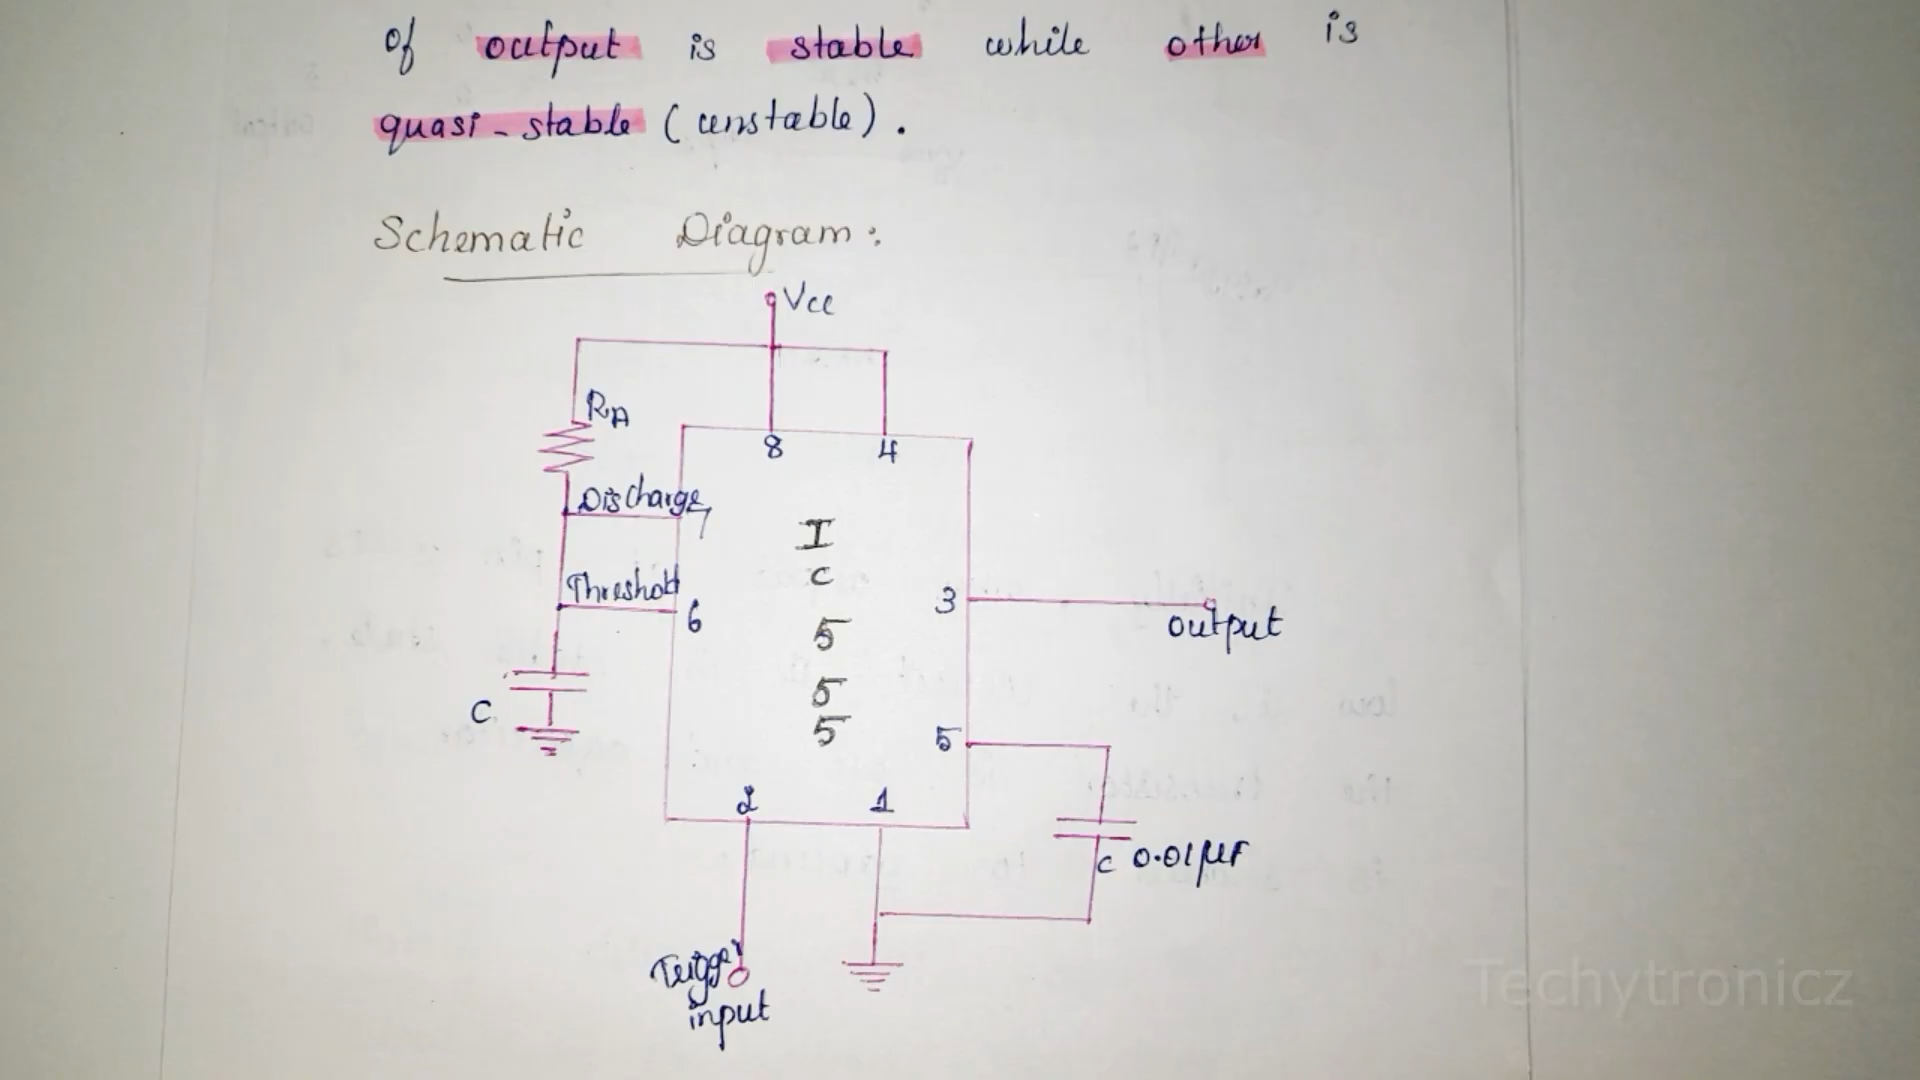 of output is stable while other is
quasi-stable (unstable).
Schematic Diagram:
Vcc
RA
8 4
Discharge 7
I
C
Threshold
6
3
5
output
5
5
5
C
2 1
C 0.01μF
Trigger
input
Techytronicz